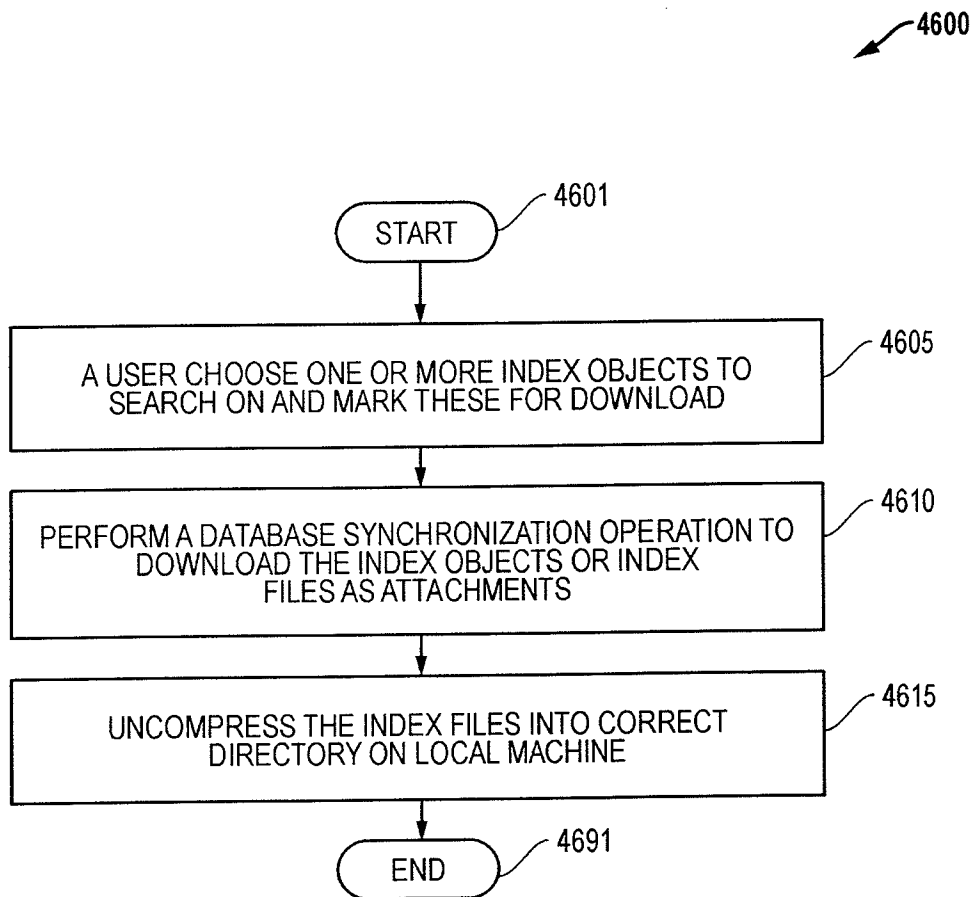 4600
START
4601
A USER CHOOSE ONE OR MORE INDEX OBJECTS TO
SEARCH ON AND MARK THESE FOR DOWNLOAD
4605
PERFORM A DATABASE SYNCHRONIZATION OPERATION TO
DOWNLOAD THE INDEX OBJECTS OR INDEX
FILES AS ATTACHMENTS
4610
UNCOMPRESS THE INDEX FILES INTO CORRECT
DIRECTORY ON LOCAL MACHINE
4615
END
4691